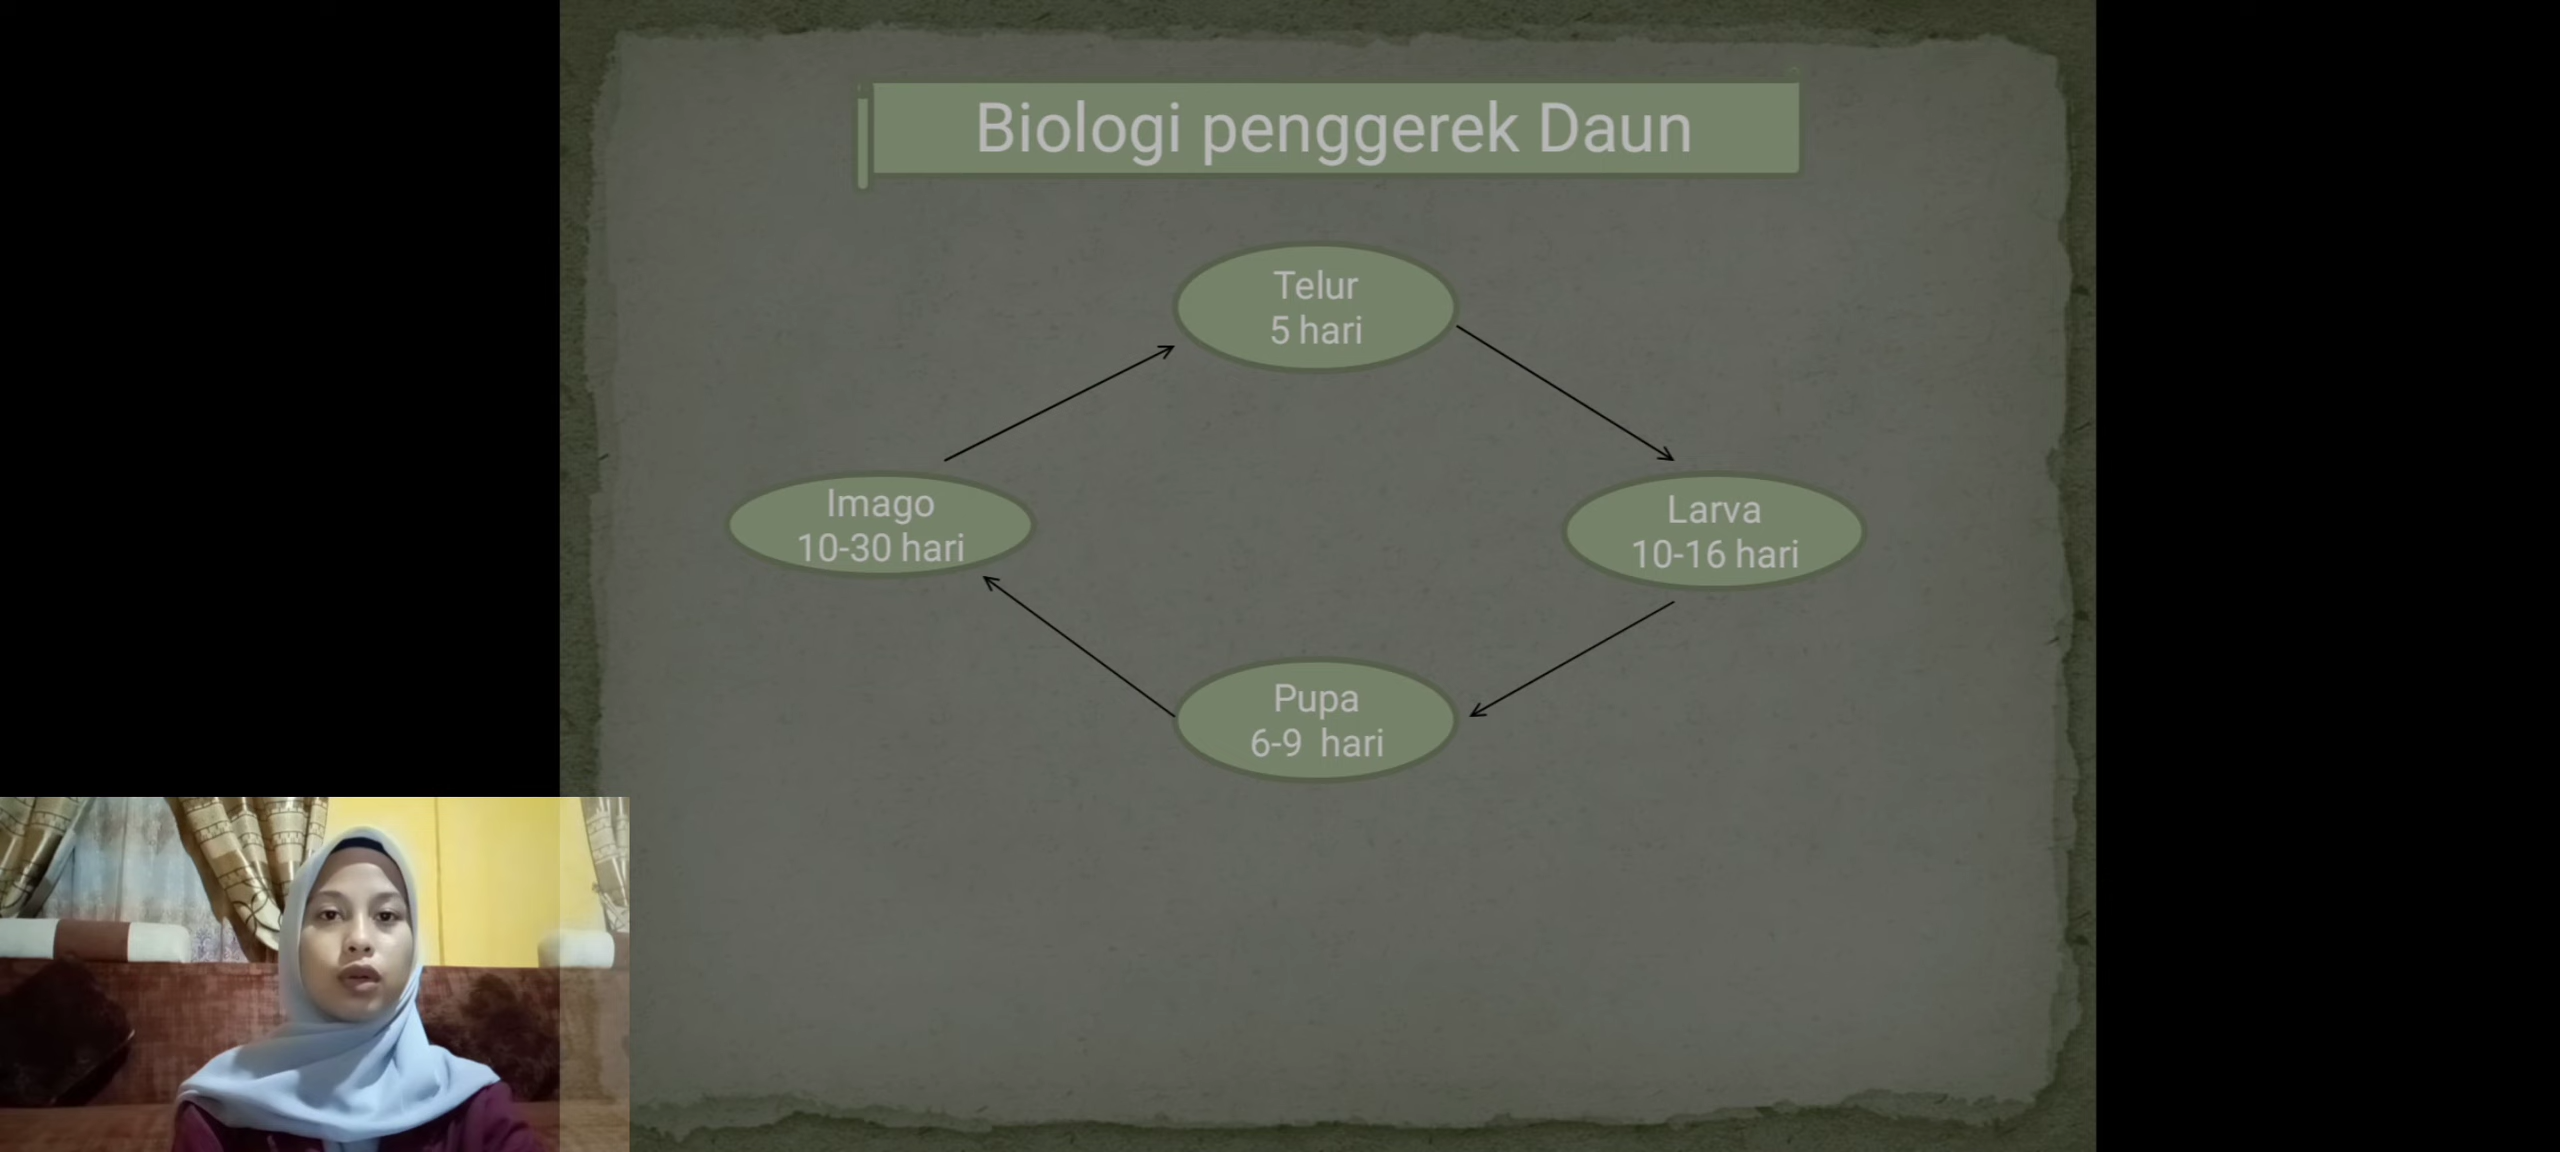 Biologi penggerek Daun
Telur
5 hari
Imago
10-30 hari
Larva
10-16 hari
Pupa
6-9 hari